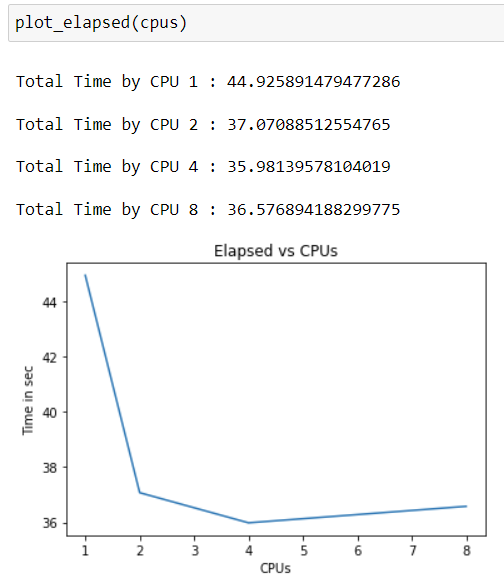 plot_elapsed(cpus)
Total Time by CPU 1 : 44.925891479477286
Total Time by CPU 2 : 37.07088512554765
Total Time by CPU 4 : 35.98139578104019
Total Time by CPU 8 : 36.576894188299775
Elapsed vs CPUs
44
42
40
38
36
Time in sec
1 2 3 4 5 6 7 8
CPUs